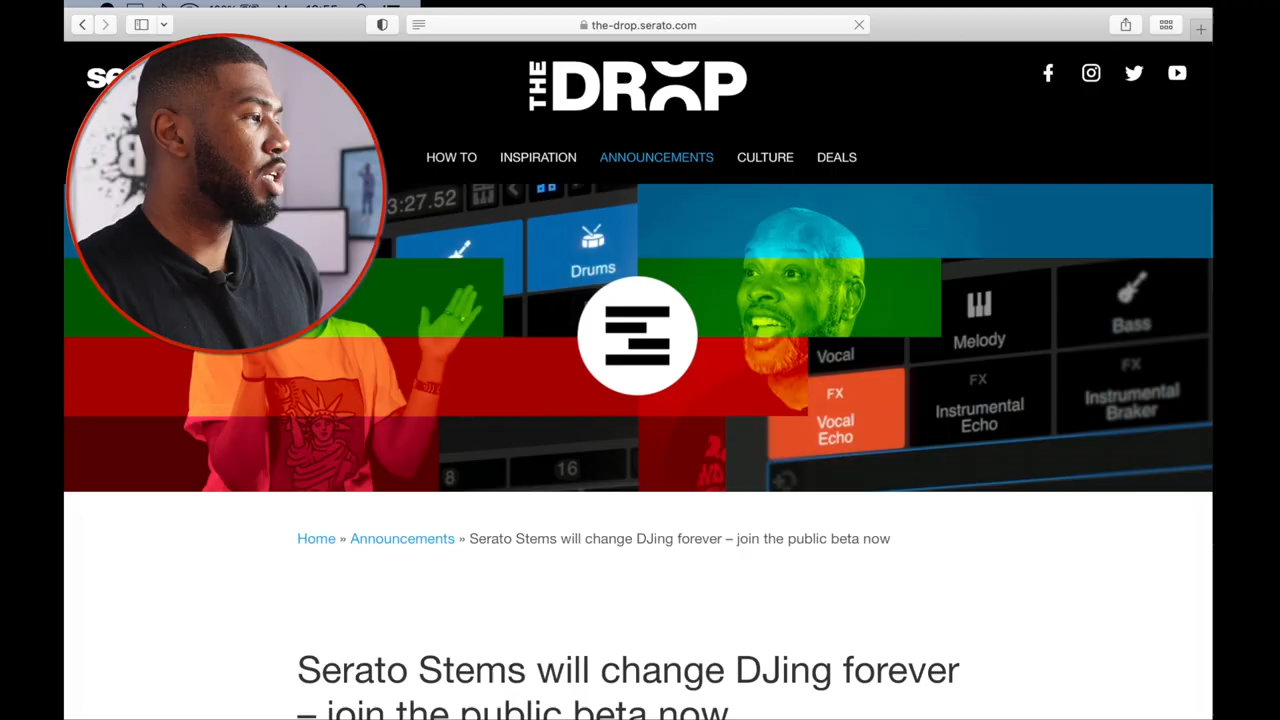 the-drop.serato.com
se
THE DROP
HOW TO INSPIRATION ANNOUNCEMENTS CULTURE DEALS
3:27.52
Drums
Vocal
Melody
Bass
FX
Vocal
Echo
FX
Instrumental
Echo
FX
Instrumental
Braker
8
16
Home » Announcements » Serato Stems will change DJing forever – join the public beta now
Serato Stems will change DJing forever
– join the public beta now